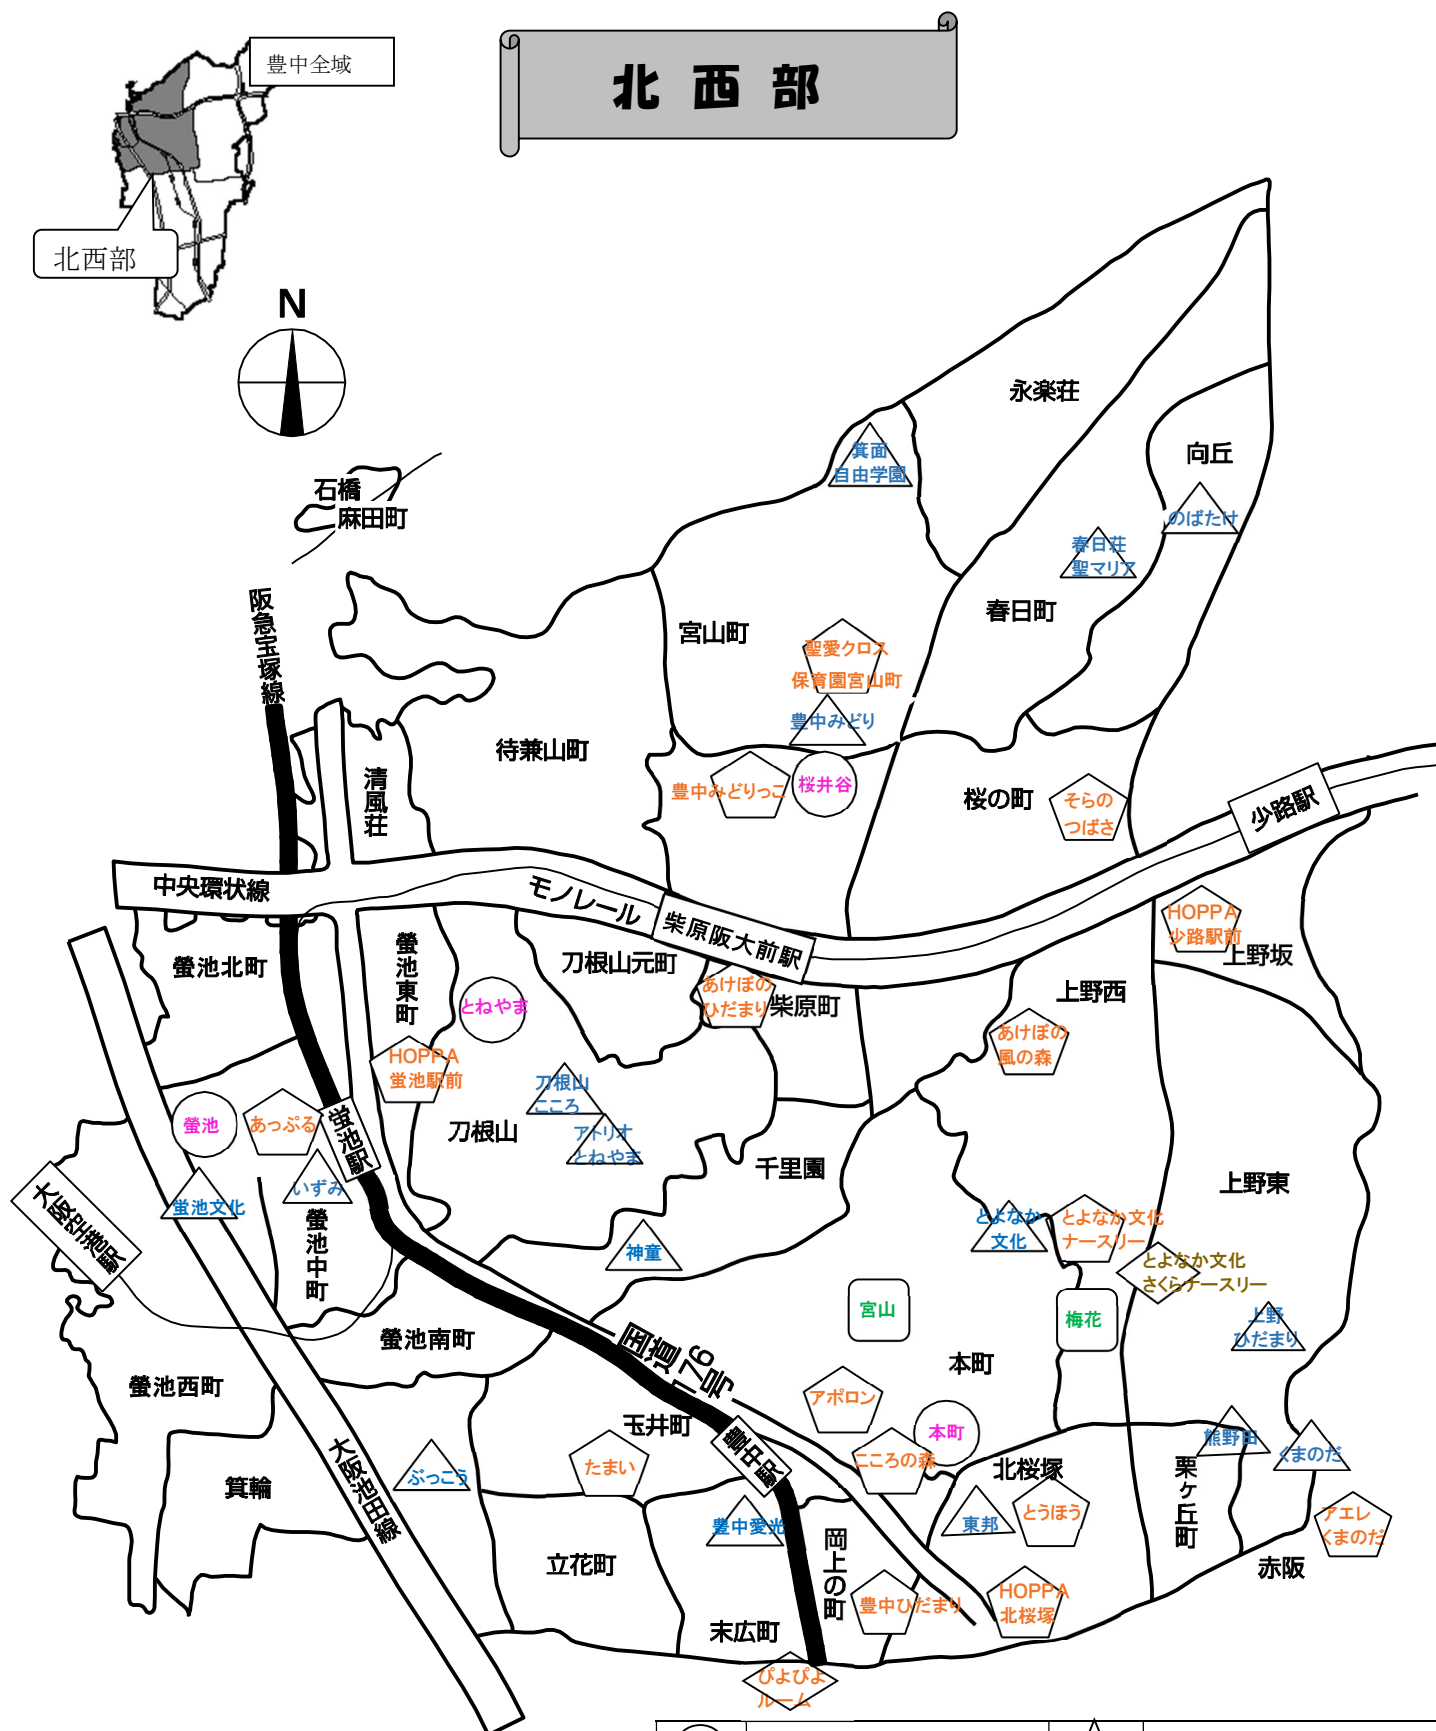 豊中全域
北西部
北西部
N
石橋
麻田町
阪急宝塚線
永楽荘
向丘
箕面
自由学園
のばたけ
春日荘
聖マリア
春日町
宮山町
聖愛クロス
保育園宮山町
豊中みどり
待兼山町
清風荘
豊中みどりっこ
桜井谷
桜の町
そらの
つばさ
少路駅
中央環状線
モノレール
柴原阪大前駅
HOPPA
少路駅前
上野坂
螢池北町
螢池東町
刀根山元町
とねやま
あけぼの
ひだまり
柴原町
上野西
あけぼの
風の森
HOPPA
蛍池駅前
刀根山
こころ
螢池
あっぷる
蛍池駅
刀根山
アトリオ
とねやま
千里園
上野東
大阪空港駅
蛍池文化
いずみ
螢池中町
神童
とよなか
文化
とよなか文化
ナースリー
とよなか文化
さくらナースリー
宮山
梅花
上野
ひだまり
螢池南町
国道176号
本町
螢池西町
アポロン
玉井町
本町
豊中駅
こころの森
熊野田
くまのだ
箕輪
大阪池田線
ぶっこう
たまい
北桜塚
栗ヶ丘町
豊中愛光
東邦
とうほう
アエレ
くまのだ
立花町
岡上の町
赤阪
豊中ひだまり
HOPPA
北桜塚
末広町
ぴよぴよ
ルーム